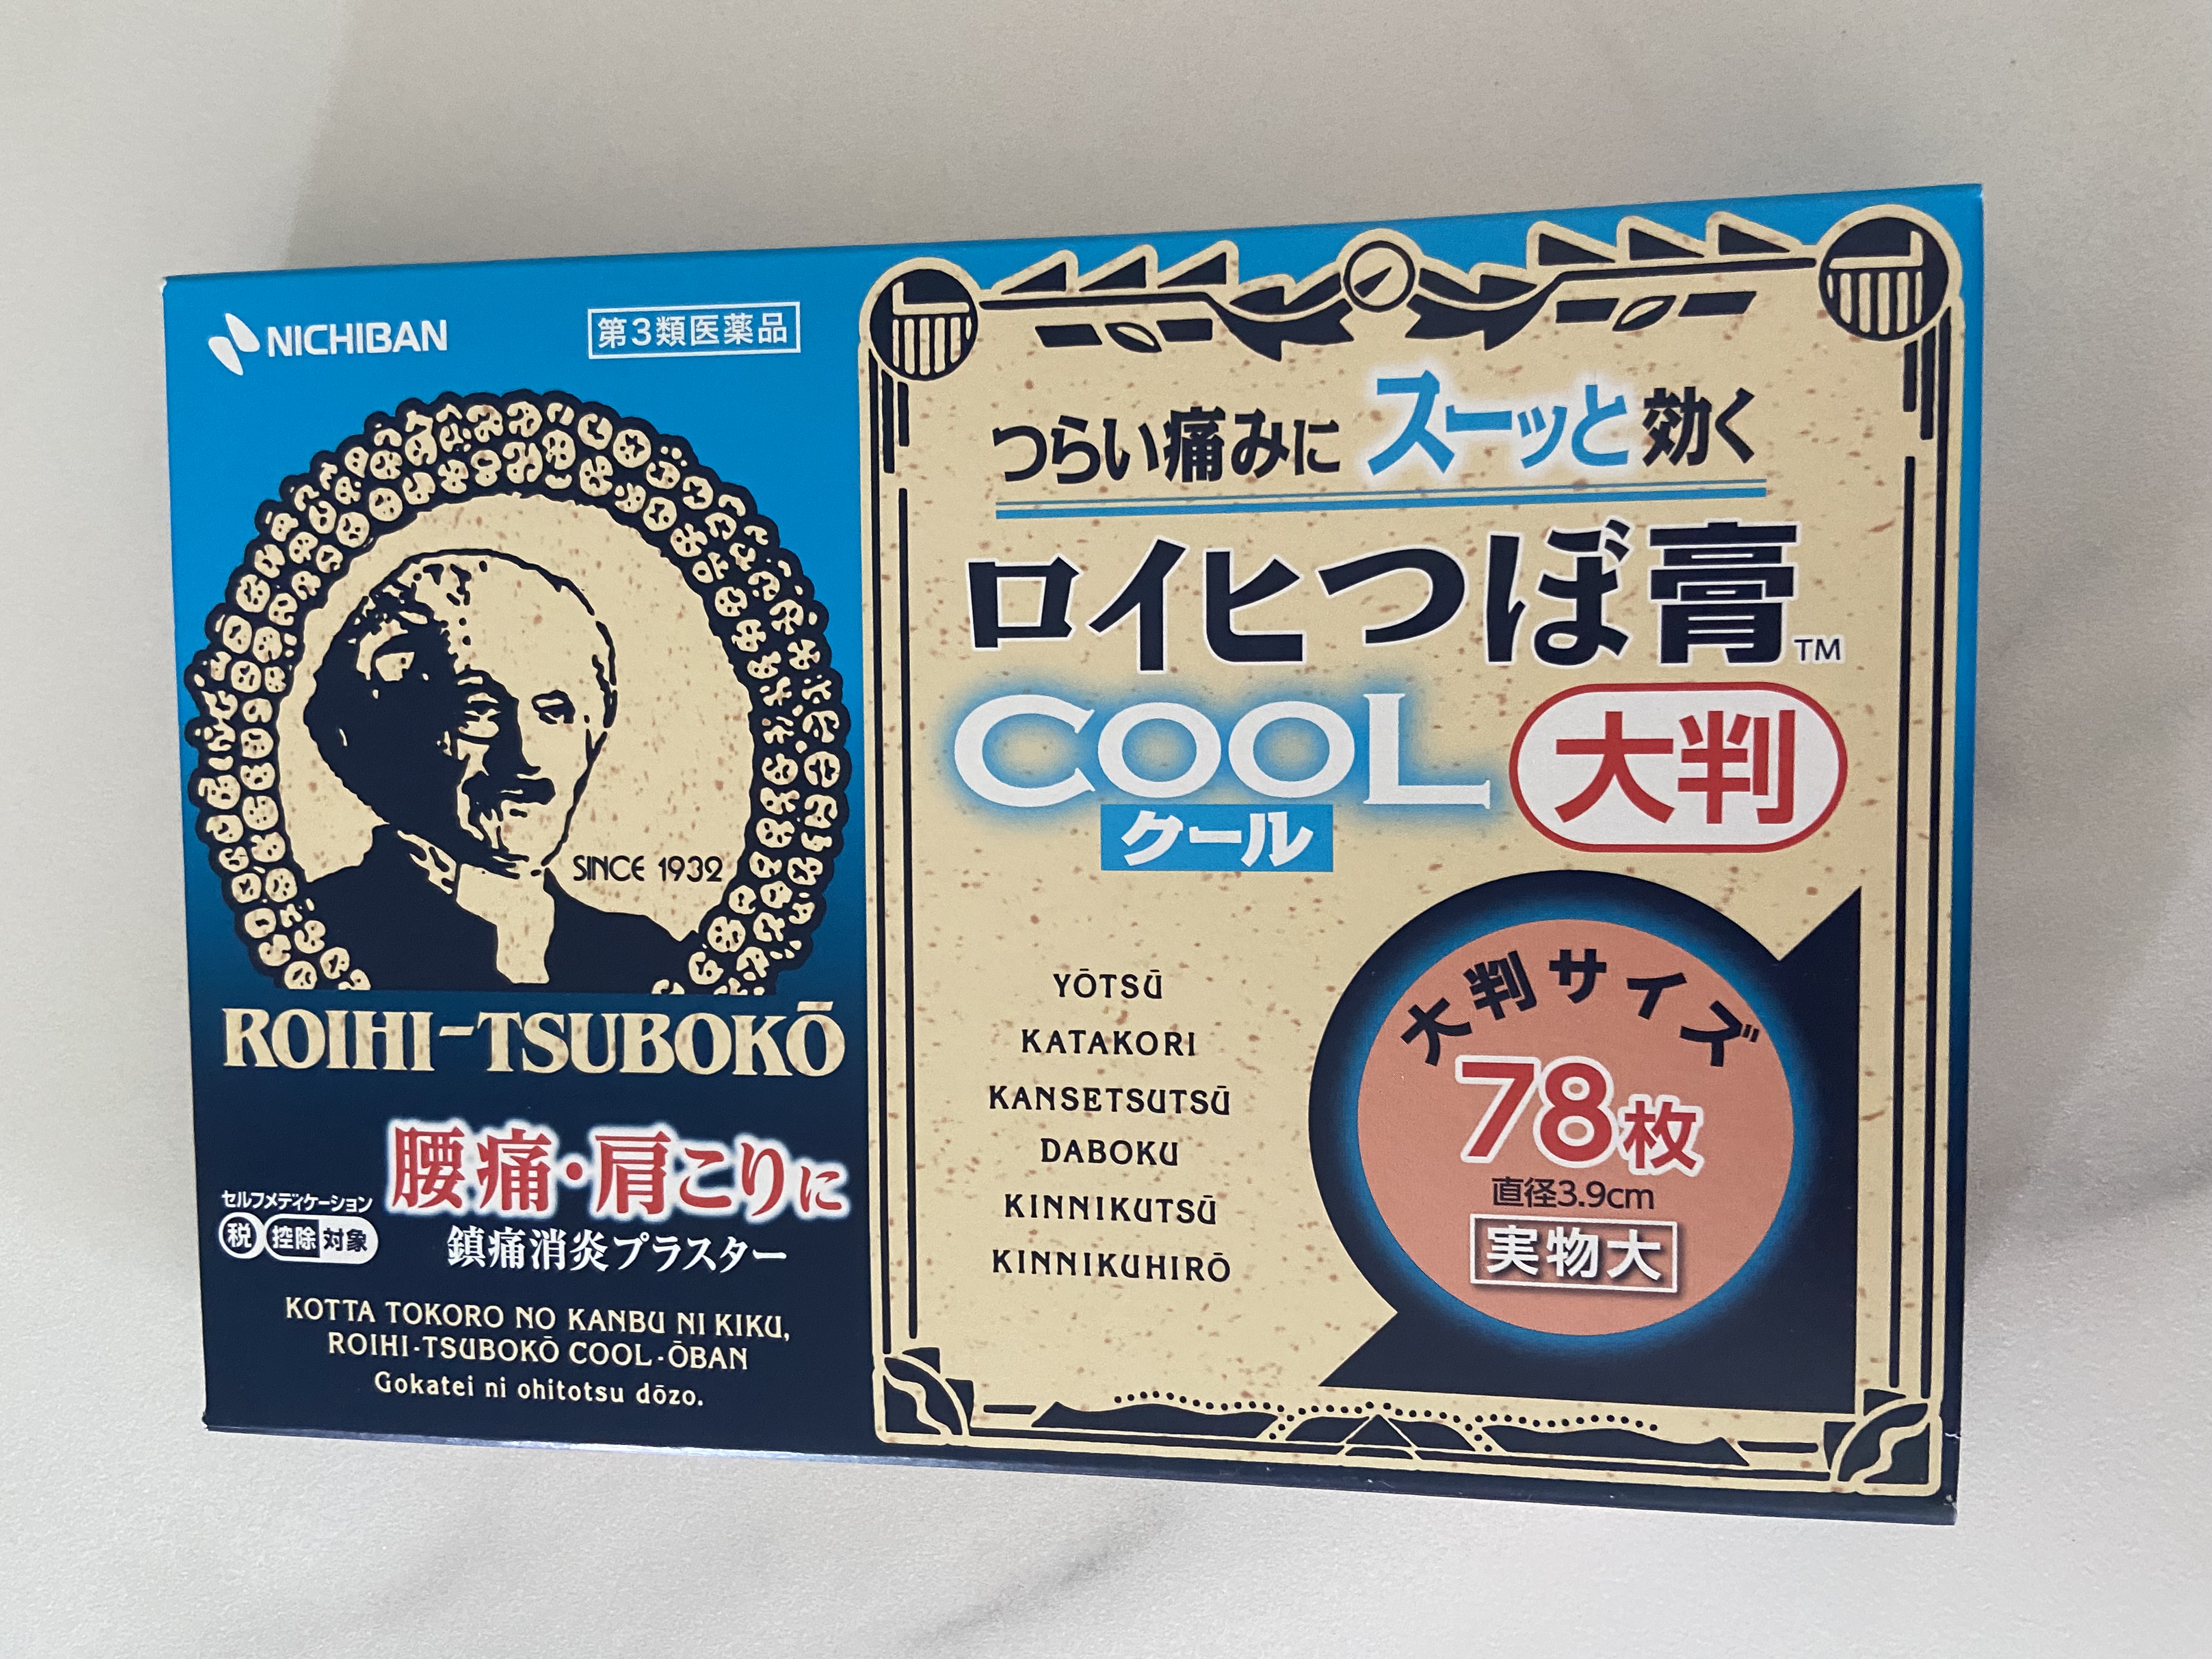 NICHIBAN
第3類医薬品
SINCE 1932
ROIHI-TSUBOKŌ
腰痛・肩こりに
セルフメディケーション
税 控除 対象
鎮痛消炎プラスター
KOTTA TOKORO NO KANBU NI KIKU,
ROIHI-TSUBOKŌ COOL-ŌBAN
Gokatei ni ohitotsu dōzo.
つらい痛みにスーッと効く
ロイヒつぼ膏TM
COOL 大判
クール
YŌTSŪ
KATAKORI
KANSETSUTSŪ
DABOKU
KINNIKUTSŪ
KINNIKUHIRŌ
大判サイズ
78枚
直径3.9cm
実物大